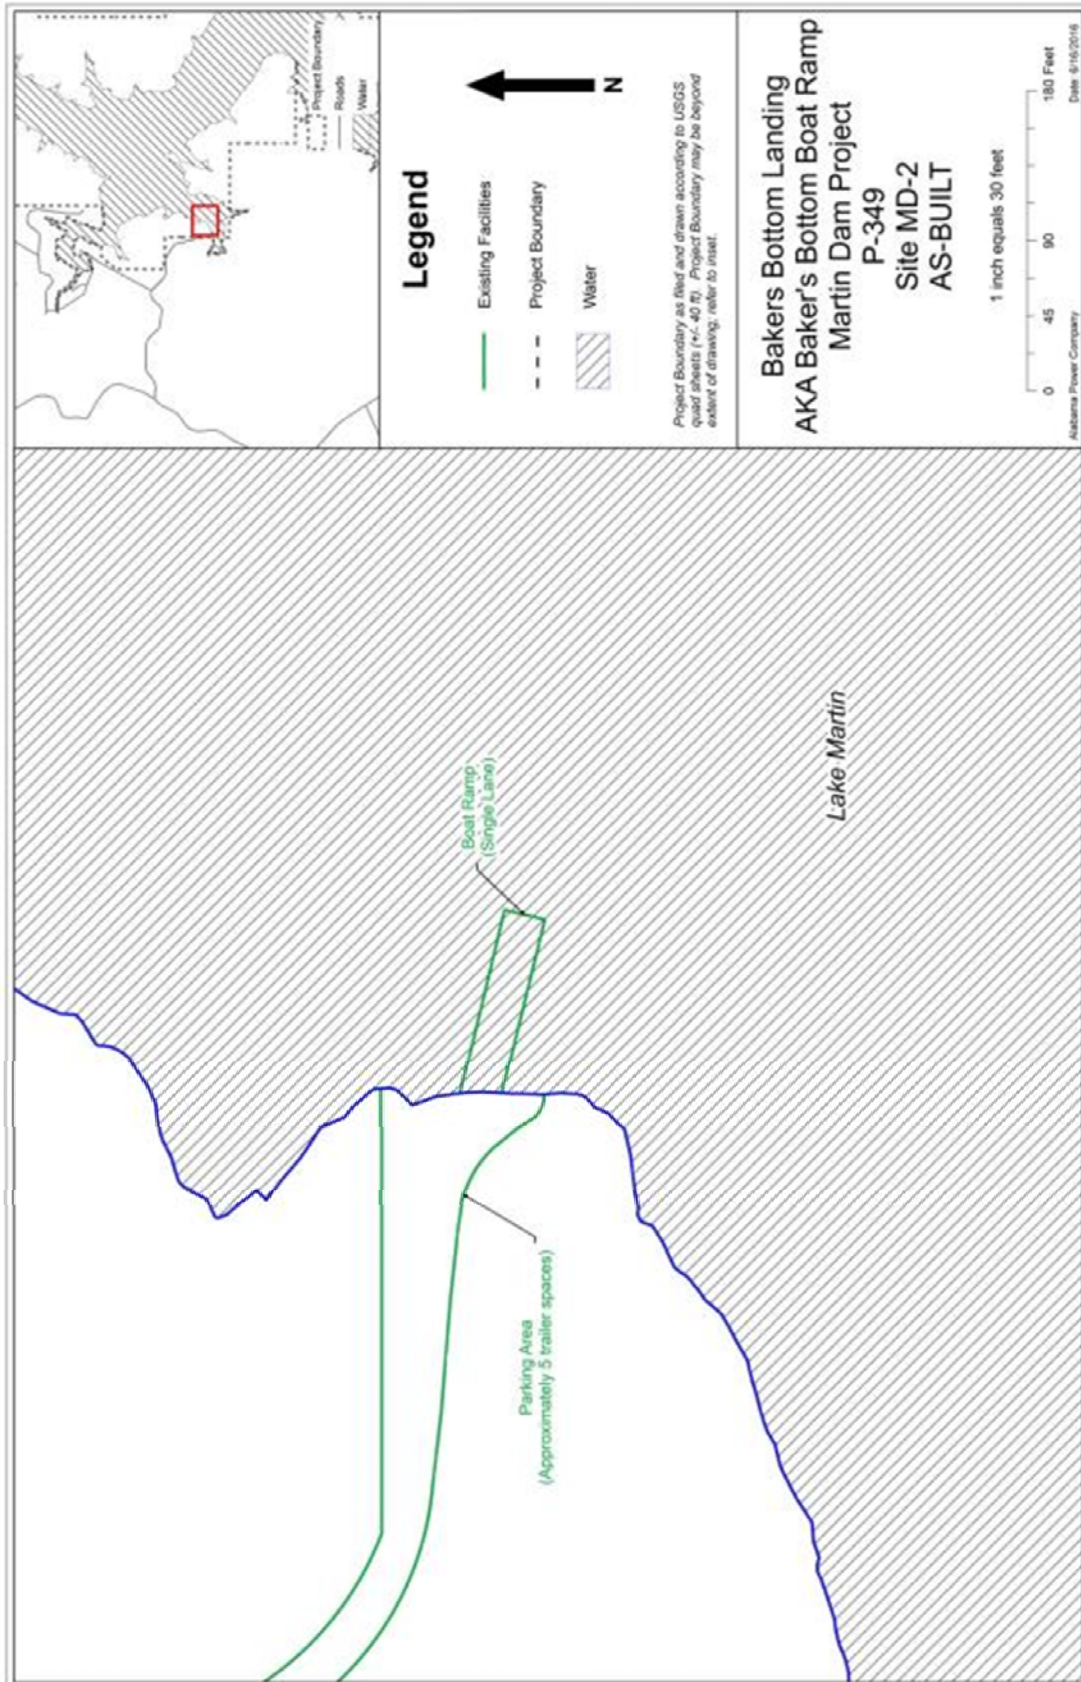 Project Boundary
Roads
Water
Legend
Existing Facilities
Project Boundary
Water
N
Project Boundary as filed and drawn according to USGS
quad sheets (+/- 40 ft). Project Boundary may be beyond
extent of drawing; refer to inset.
Bakers Bottom Landing
AKA Baker's Bottom Boat Ramp
Martin Dam Project
P-349
Site MD-2
AS-BUILT
1 inch equals 30 feet
0 45 90 180 Feet
Alabama Power Company Date: 6/16/2016
Boat Ramp
(Single Lane)
Parking Area
(Approximately 5 trailer spaces)
Lake Martin